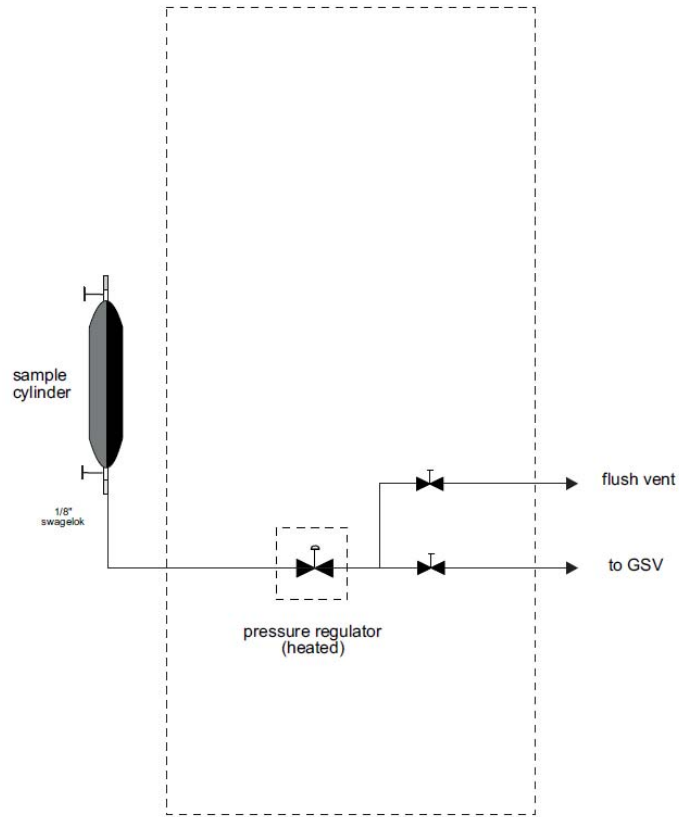 sample
cylinder
1/8"
swagelok
flush vent
to GSV
pressure regulator
(heated)